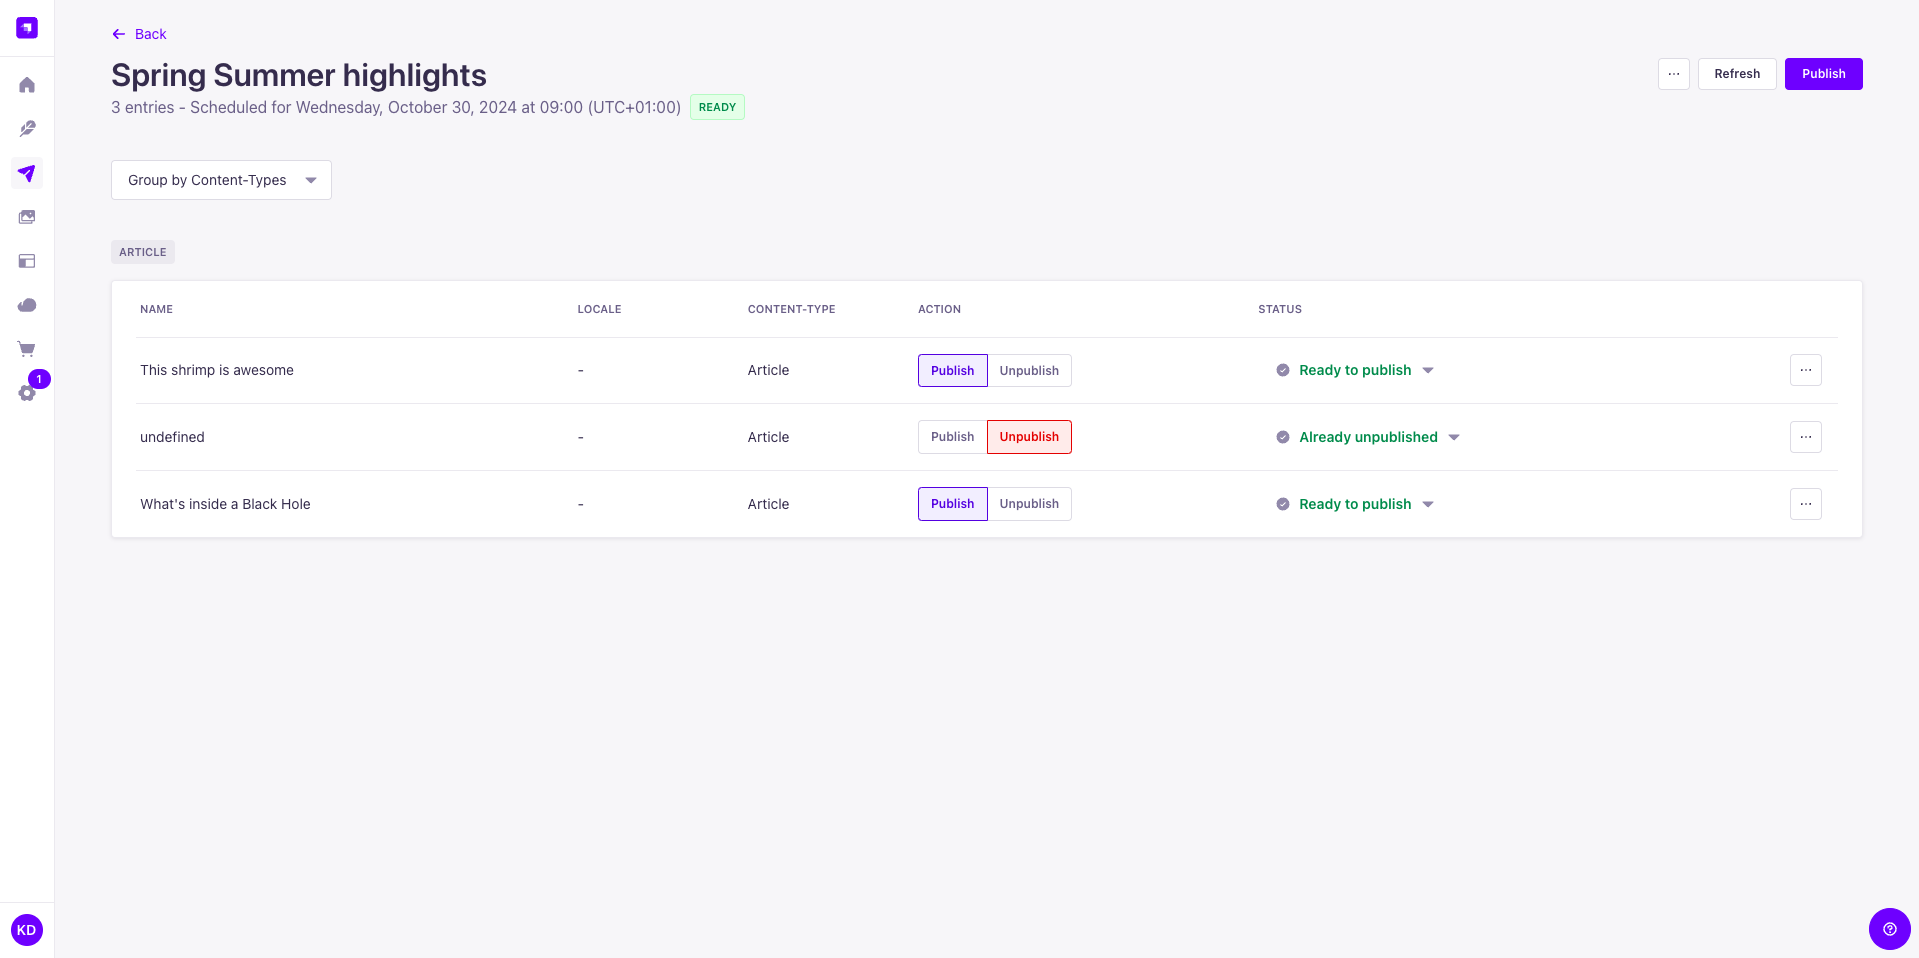 Back
Spring Summer highlights
3 entries - Scheduled for Wednesday, October 30, 2024 at 09:00 (UTC+01:00) READY
··· Refresh Publish
Group by Content-Types
ARTICLE
NAME LOCALE CONTENT-TYPE ACTION STATUS
This shrimp is awesome - Article Publish Unpublish Ready to publish ···
undefined - Article Publish Unpublish Already unpublished ···
What's inside a Black Hole - Article Publish Unpublish Ready to publish ···
1
KD